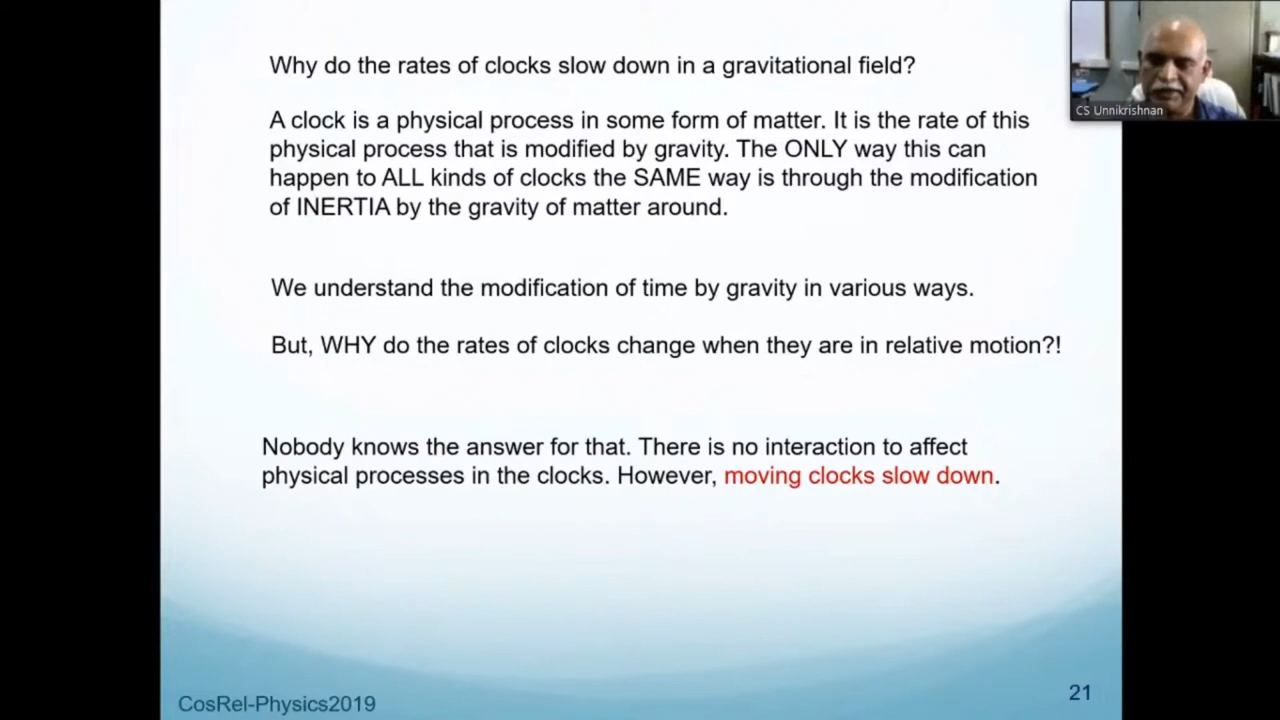 Why do the rates of clocks slow down in a gravitational field?
A clock is a physical process in some form of matter. It is the rate of this
physical process that is modified by gravity. The ONLY way this can
happen to ALL kinds of clocks the SAME way is through the modification
of INERTIA by the gravity of matter around.
We understand the modification of time by gravity in various ways.
But, WHY do the rates of clocks change when they are in relative motion?!
Nobody knows the answer for that. There is no interaction to affect
physical processes in the clocks. However, moving clocks slow down.
CosRel-Physics2019
21
CS Unnikrishnan